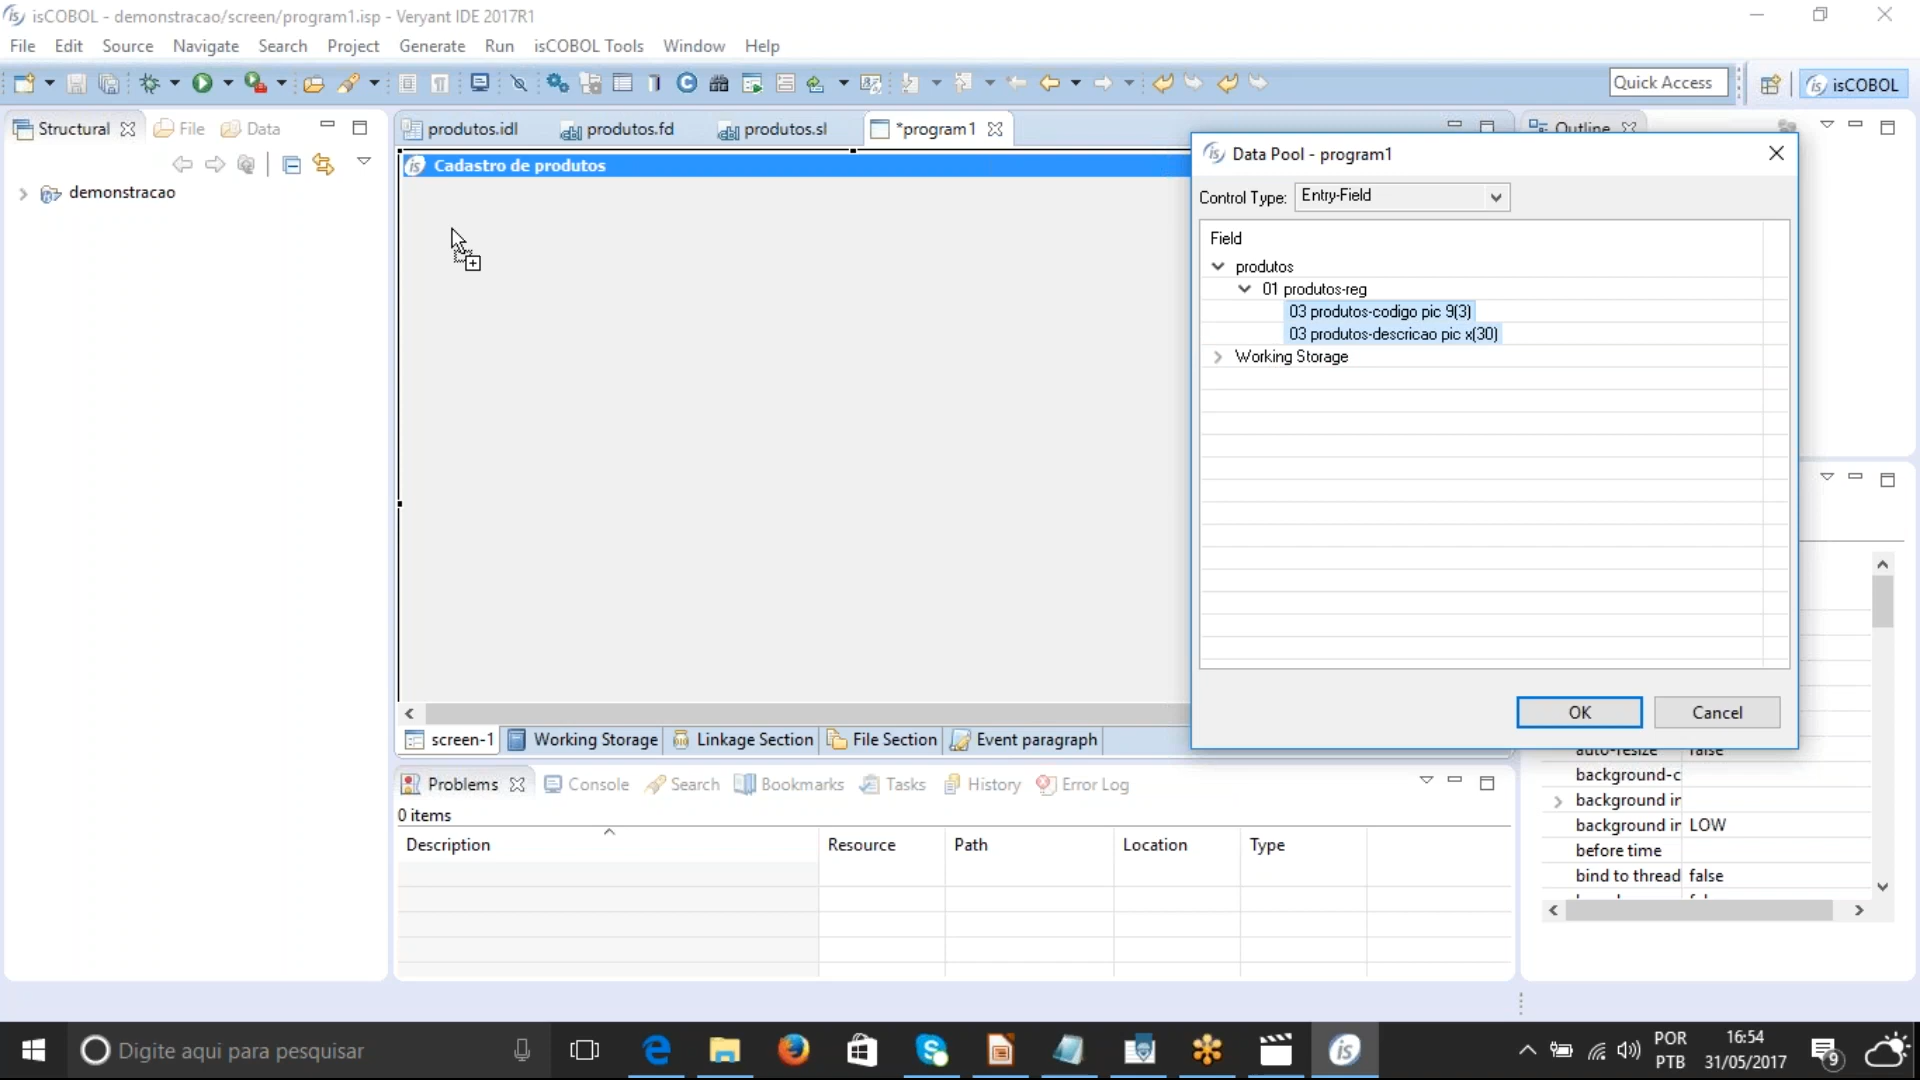 isCOBOL - demonstracao/screen/program1.isp - Veryant IDE 2017R1
File Edit Source Navigate Search Project Generate Run isCOBOL Tools Window Help
Quick Access
isCOBOL
Structural File Data
demonstracao
produtos.idl produtos.fd produtos.sl *program1
Outline
Cadastro de produtos
Data Pool - program1
Control Type: Entry-Field
Field
produtos
01 produtos-reg
03 produtos-codigo pic 9(3)
03 produtos-descricao pic x(30)
Working Storage
OK Cancel
screen-1 Working Storage Linkage Section File Section Event paragraph
auto-resize false
background-c
background ir
background ir LOW
before time
bind to thread false
Problems Console Search Bookmarks Tasks History Error Log
0 items
Description Resource Path Location Type
Digite aqui para pesquisar
POR
PTB
16:54
31/05/2017
9